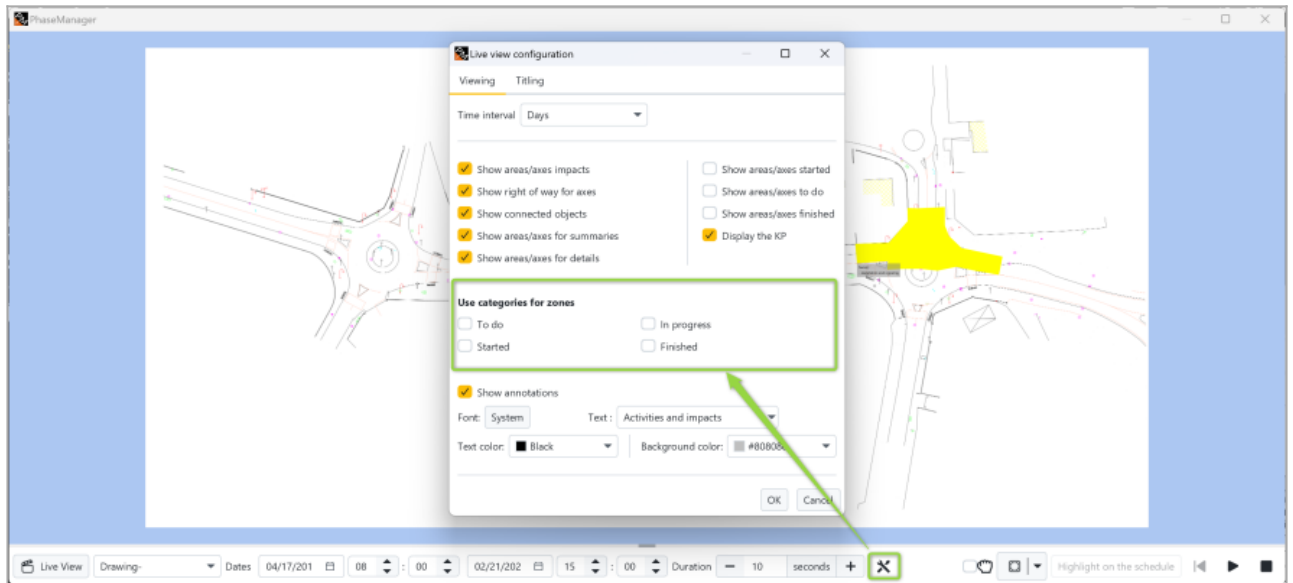 PhaseManager
Live view configuration
Viewing Titling
Time interval Days
Show areas/axes impacts Show areas/axes started
Show right of way for axes Show areas/axes to do
Show connected objects Show areas/axes finished
Show areas/axes for summaries Display the KP
Show areas/axes for details
Use categories for zones
To do In progress
Started Finished
Show annotations
Font: System Text : Activities and impacts
Text color: Black Background color: #80808
OK Cancel
Live View Drawing- Dates 04/17/201 08 : 00 02/21/202 15 : 00 Duration 10 seconds Highlight on the schedule